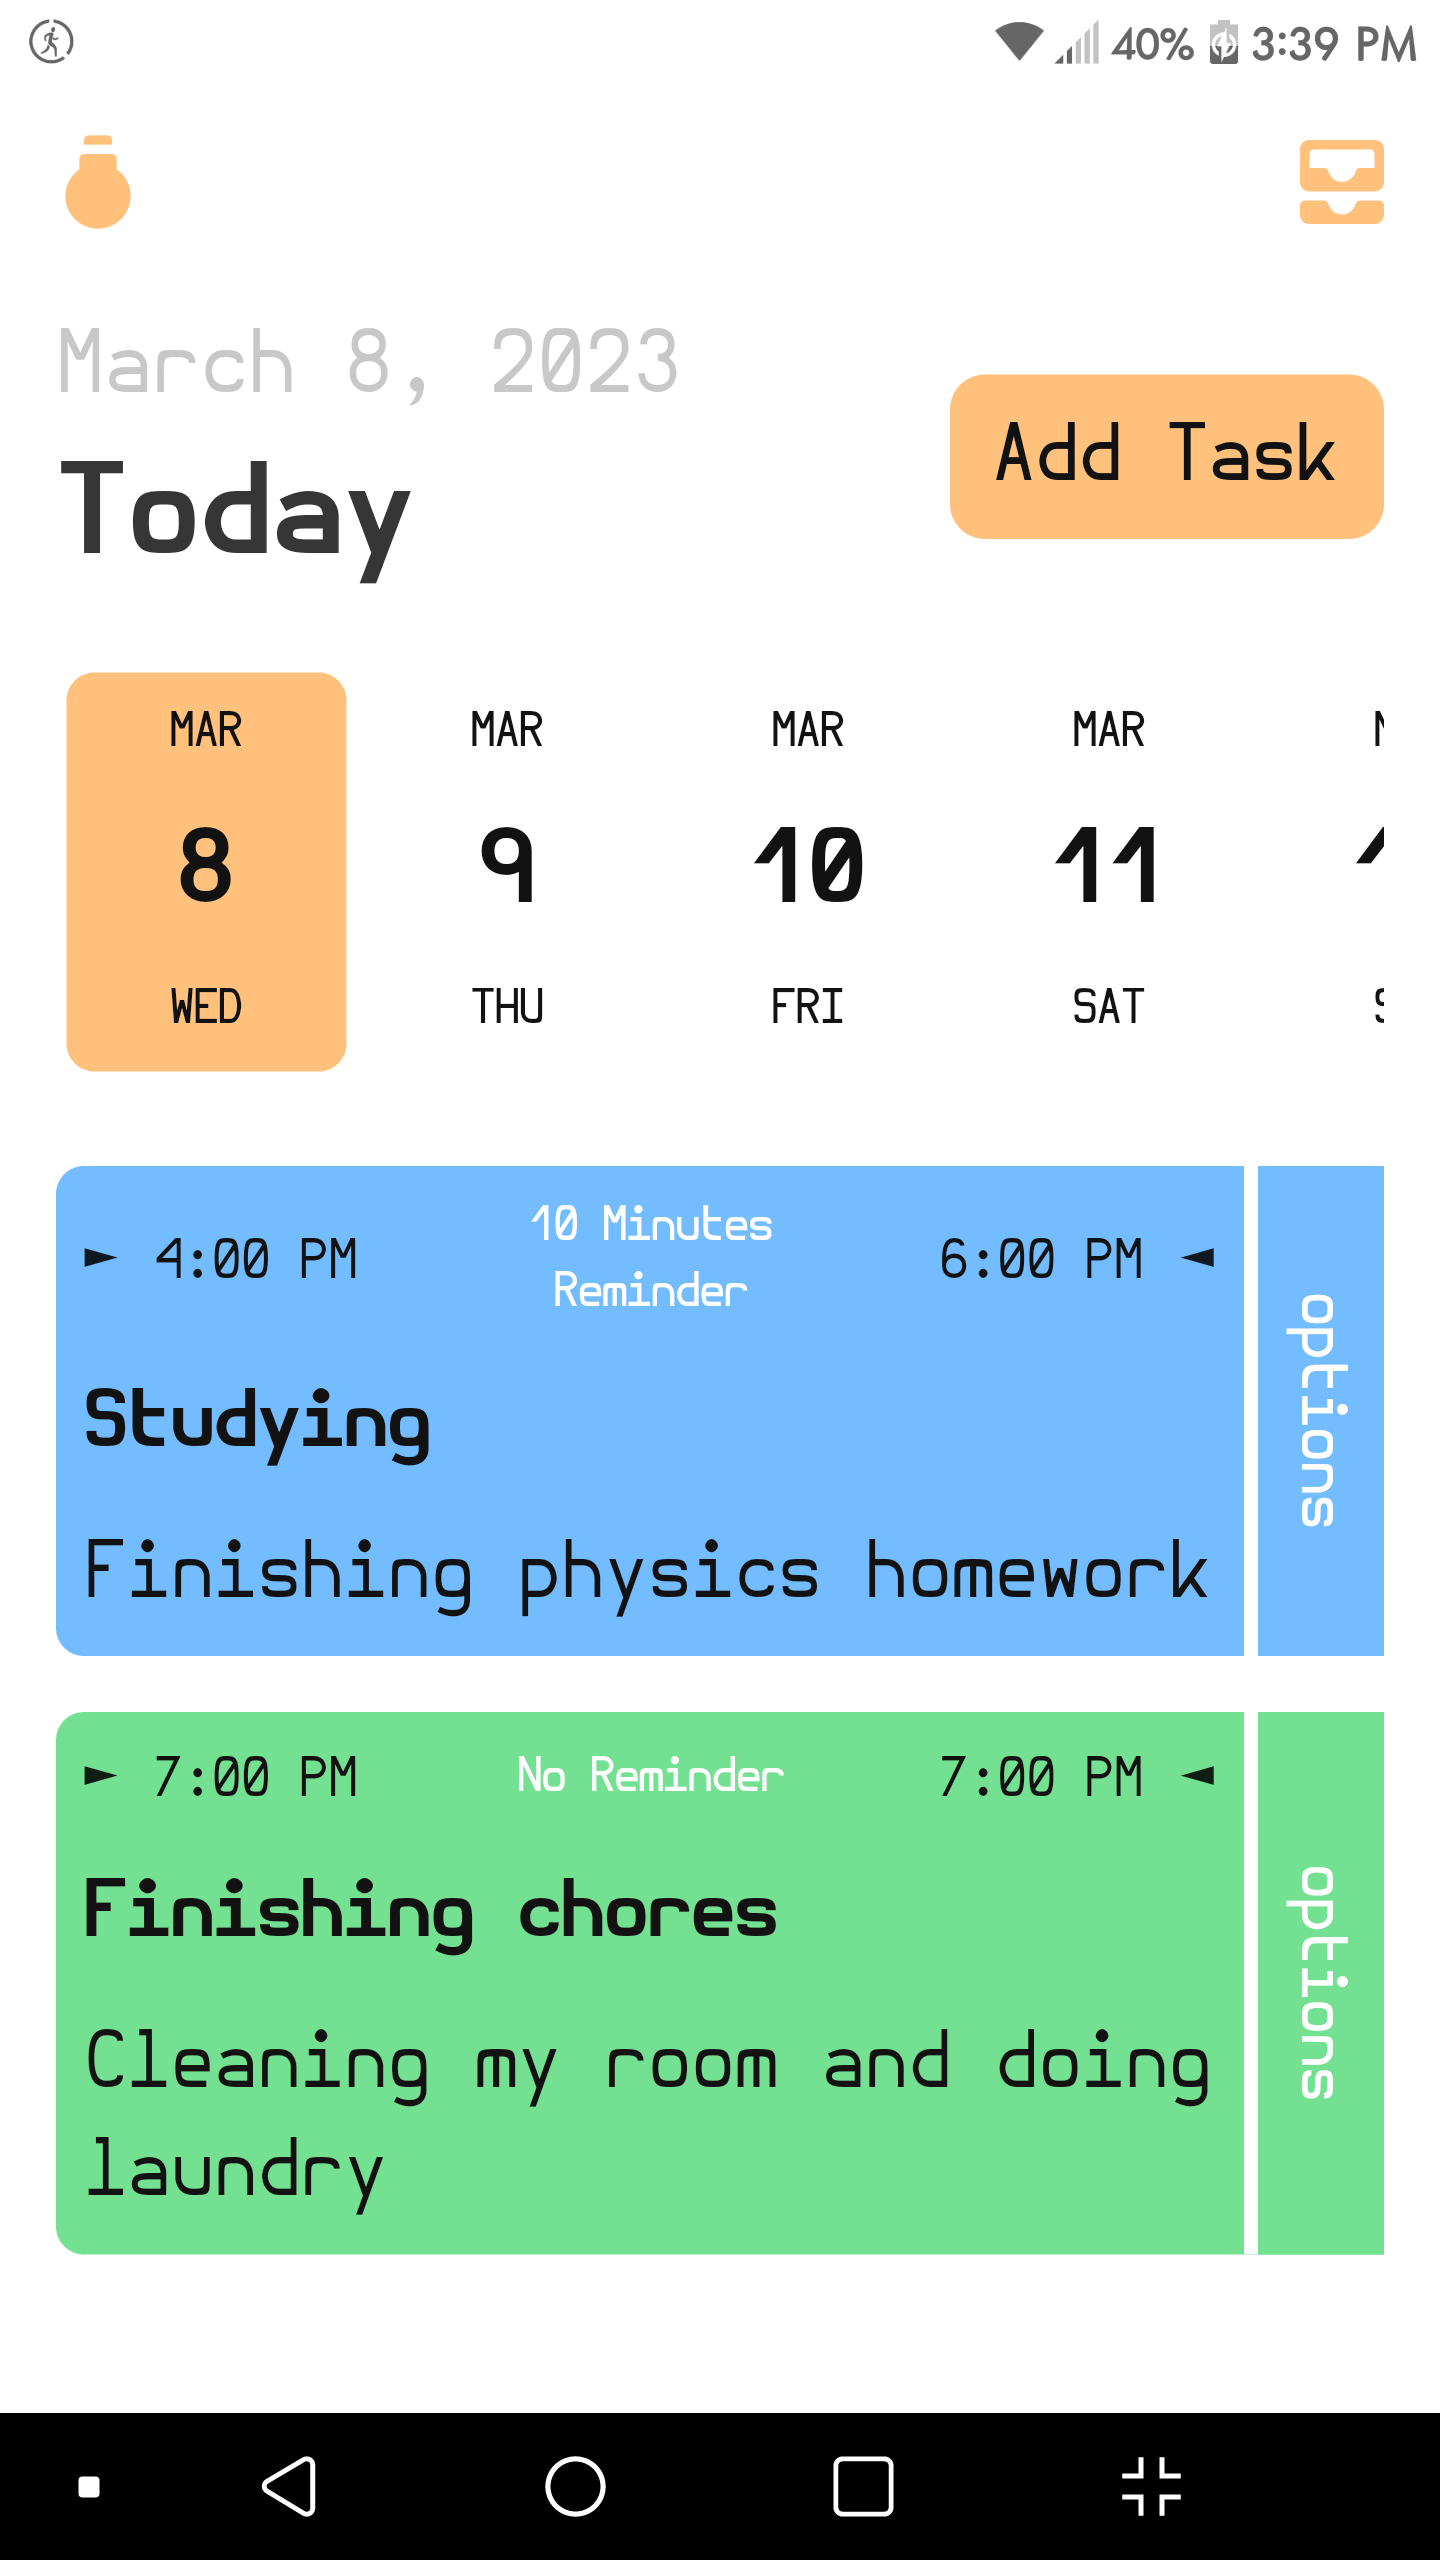 40% 3:39 PM
March 8, 2023
Today
Add Task
MAR MAR MAR MAR
8 9 10 11
WED THU FRI SAT
► 4:00 PM 10 Minutes Reminder 6:00 PM ◄
Studying
Finishing physics homework
options
► 7:00 PM No Reminder 7:00 PM ◄
Finishing chores
Cleaning my room and doing
laundry
options